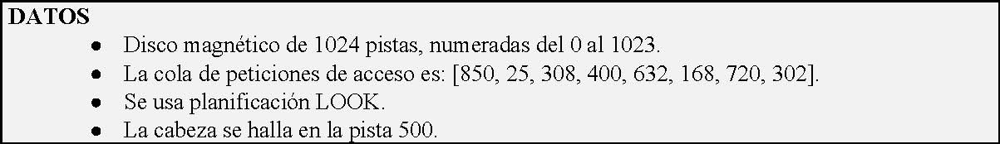 DATOS
● Disco magnético de 1024 pistas, numeradas del 0 al 1023.
● La cola de peticiones de acceso es: [850, 25, 308, 400, 632, 168, 720, 302].
● Se usa planificación LOOK.
● La cabeza se halla en la pista 500.